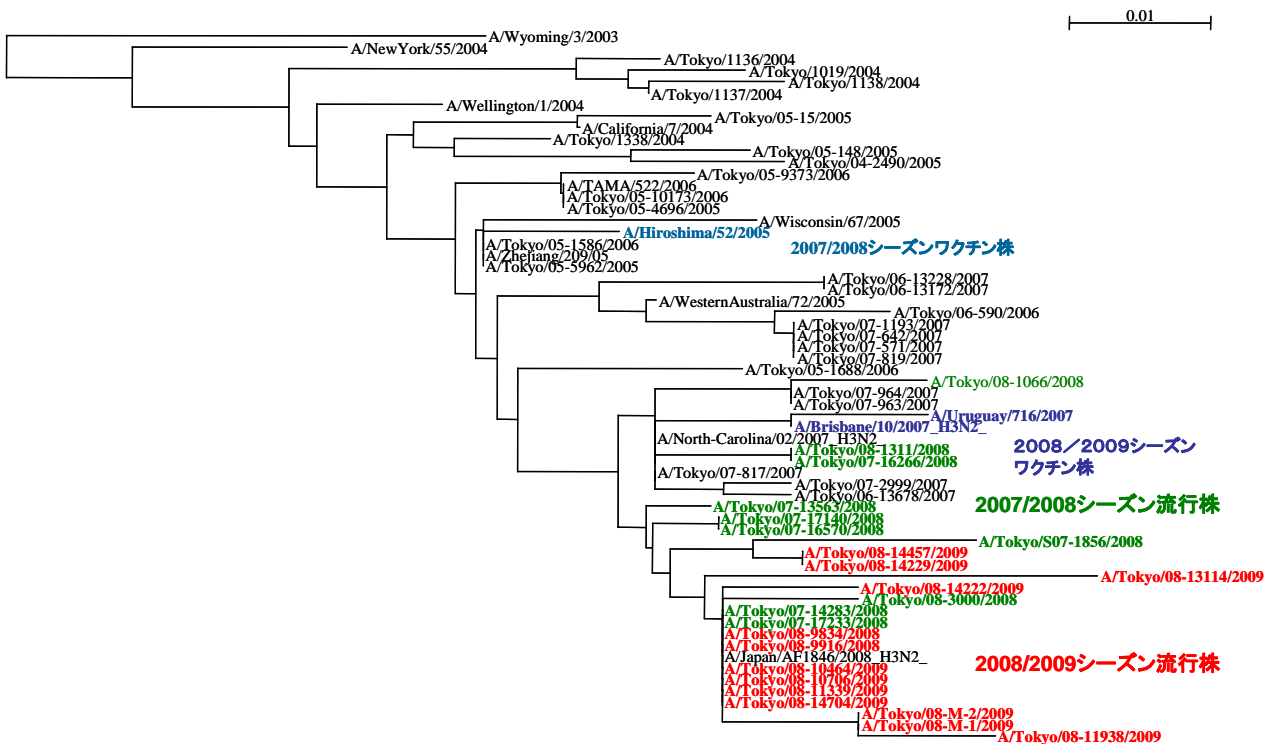 0.01
A/Wyoming/3/2003
A/NewYork/55/2004
A/Tokyo/1136/2004
A/Tokyo/1019/2004
A/Tokyo/1138/2004
A/Tokyo/1137/2004
A/Wellington/1/2004
A/Tokyo/05-15/2005
A/California/7/2004
A/Tokyo/1338/2004
A/Tokyo/05-148/2005
A/Tokyo/04-2490/2005
A/Tokyo/05-9373/2006
A/TAMA/522/2006
A/Tokyo/05-10173/2006
A/Tokyo/05-4696/2005
A/Wisconsin/67/2005
A/Hiroshima/52/2005
2007/2008シーズンワクチン株
A/Tokyo/05-1586/2006
A/Zhejiang/209/05
A/Tokyo/05-5962/2005
A/Tokyo/06-13228/2007
A/Tokyo/06-13172/2007
A/WesternAustralia/72/2005
A/Tokyo/06-590/2006
A/Tokyo/07-1193/2007
A/Tokyo/07-642/2007
A/Tokyo/07-571/2007
A/Tokyo/07-819/2007
A/Tokyo/05-1688/2006
A/Tokyo/08-1066/2008
A/Tokyo/07-964/2007
A/Tokyo/07-963/2007
A/Uruguay/716/2007
A/Brisbane/10/2007_H3N2_
A/North-Carolina/02/2007_H3N2_
2008／2009シーズン
ワクチン株
A/Tokyo/08-1311/2008
A/Tokyo/07-16266/2008
A/Tokyo/07-817/2007
A/Tokyo/07-2999/2007
A/Tokyo/06-13678/2007
2007/2008シーズン流行株
A/Tokyo/07-13563/2008
A/Tokyo/07-17140/2008
A/Tokyo/07-16570/2008
A/Tokyo/S07-1856/2008
A/Tokyo/08-14457/2009
A/Tokyo/08-14229/2009
A/Tokyo/08-13114/2009
A/Tokyo/08-14222/2009
A/Tokyo/08-3000/2008
A/Tokyo/07-14283/2008
A/Tokyo/07-17233/2008
A/Tokyo/08-9834/2008
A/Tokyo/08-9916/2008
A/Japan/AF1846/2008_H3N2_
2008/2009シーズン流行株
A/Tokyo/08-10464/2009
A/Tokyo/08-10706/2009
A/Tokyo/08-11339/2009
A/Tokyo/08-14704/2009
A/Tokyo/08-M-2/2009
A/Tokyo/08-M-1/2009
A/Tokyo/08-11938/2009